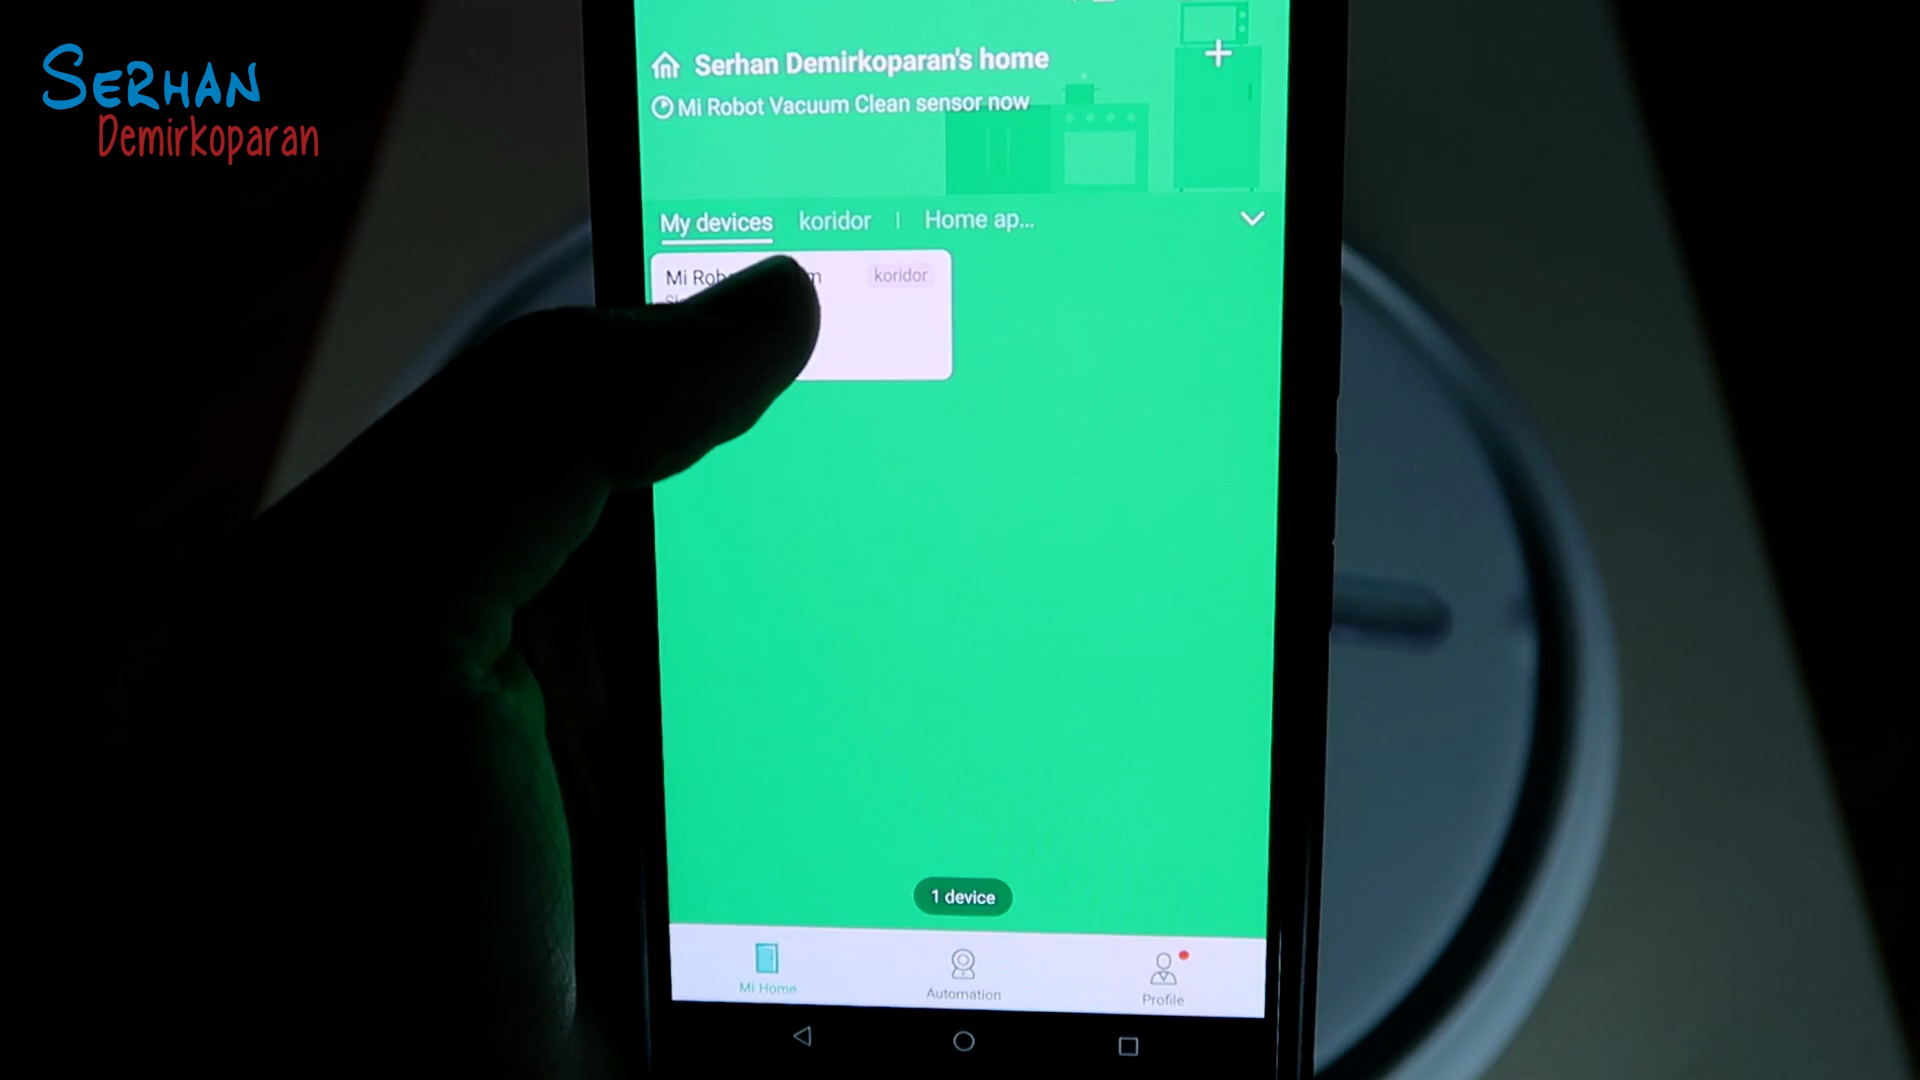 SERHAN
Demirkoparan
Serhan Demirkoparan's home
Mi Robot Vacuum Clean sensor now
My devices koridor | Home ap...
Mi koridor
1 device
Mi Home Automation Profile